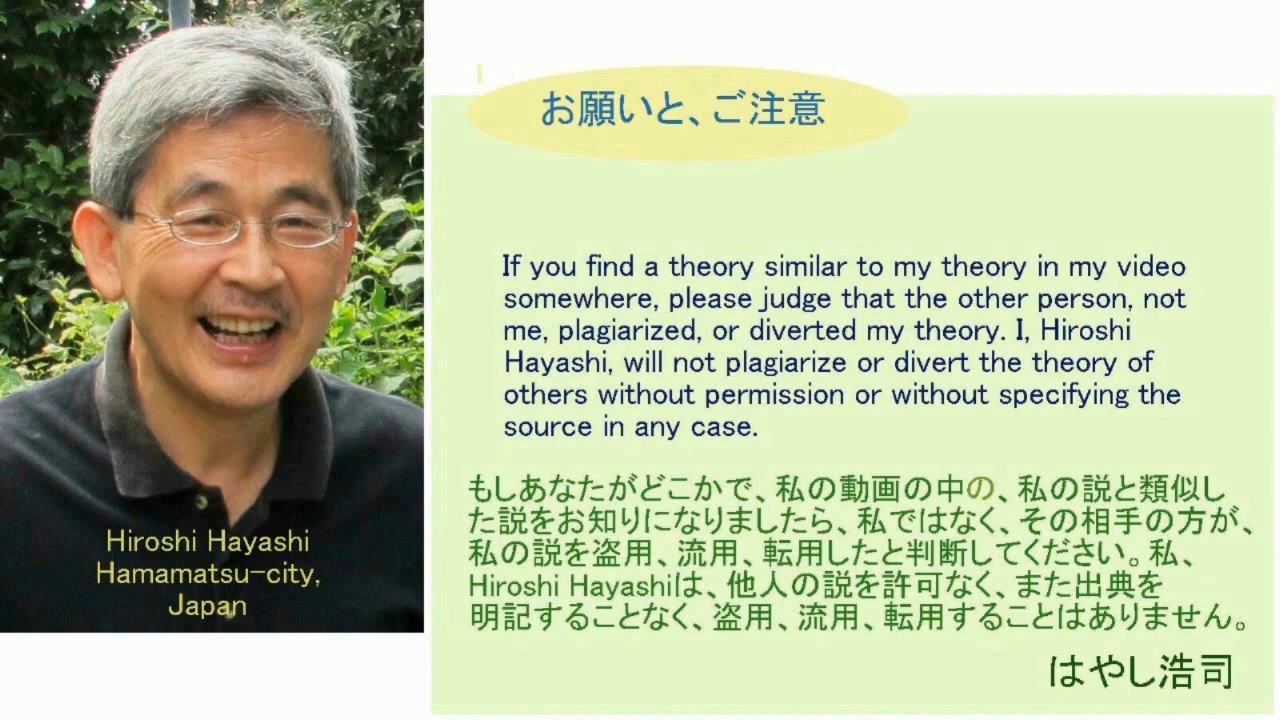 Hiroshi Hayashi
Hamamatsu-city,
Japan
お願いと、ご注意
If you find a theory similar to my theory in my video
somewhere, please judge that the other person, not
me, plagiarized, or diverted my theory. I, Hiroshi
Hayashi, will not plagiarize or divert the theory of
others without permission or without specifying the
source in any case.
もしあなたがどこかで、私の動画の中の、私の説と類似し
た説をお知りになりましたら、私ではなく、その相手の方が、
私の説を盗用、流用、転用したと判断してください。私、
Hiroshi Hayashiは、他人の説を許可なく、また出典を
明記することなく、盗用、流用、転用することはありません。
はやし浩司